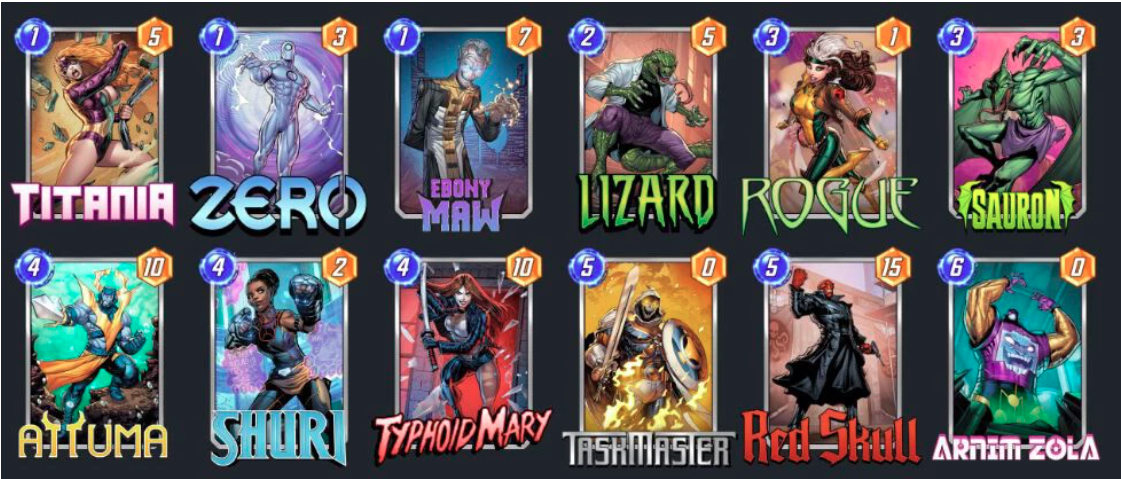 1 5 1 3 1 7 2 5 3 1 3 3
TITANIA ZERO EBONY MAW LIZARD ROGUE SAURON
4 10 4 2 4 10 5 0 5 15 6 0
ATTUMA SHURI TYPHOID MARY TASKMASTER Red Skull ARNIM ZOLA